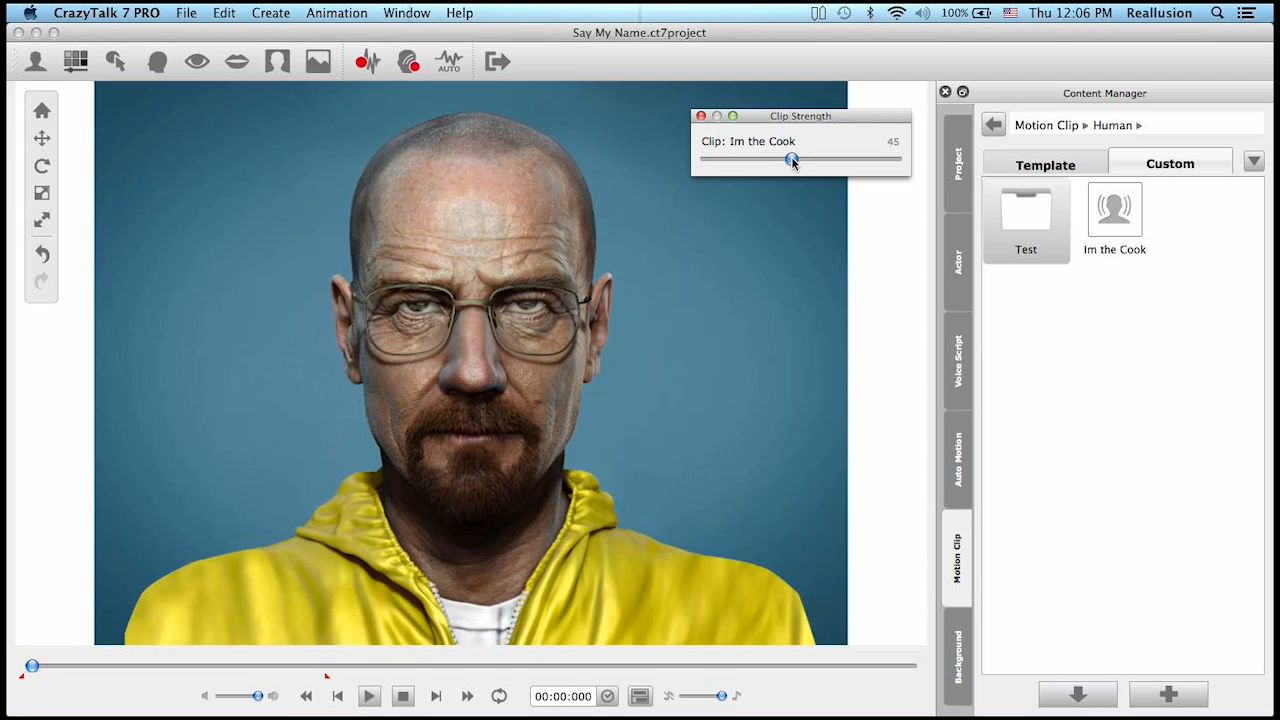 CrazyTalk 7 PRO File Edit Create Animation Window Help 100% Thu 12:06 PM Reallusion
Say My Name.ct7project
AUTO
Clip Strength
Clip: Im the Cook 45
Content Manager
Motion Clip Human
Template Custom
Test Im the Cook
Project
Actor
Voice Script
Auto Motion
Motion Clip
Background
00:00:000